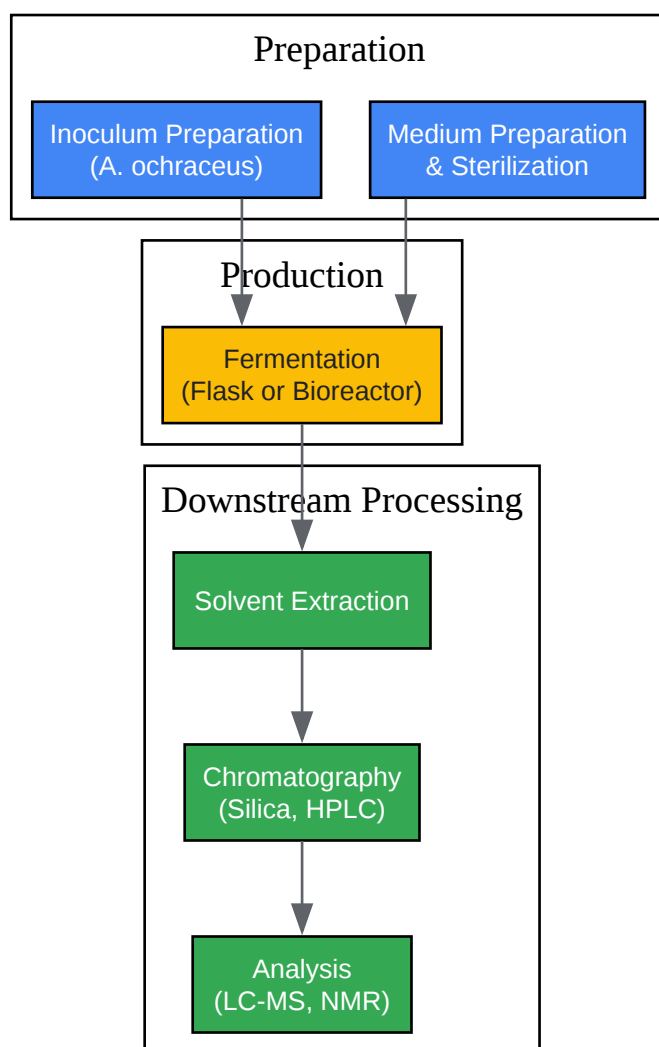 Preparation
Inoculum Preparation
(A. ochraceus)
Medium Preparation
& Sterilization
Production
Fermentation
(Flask or Bioreactor)
Downstream Processing
Solvent Extraction
Chromatography
(Silica, HPLC)
Analysis
(LC-MS, NMR)